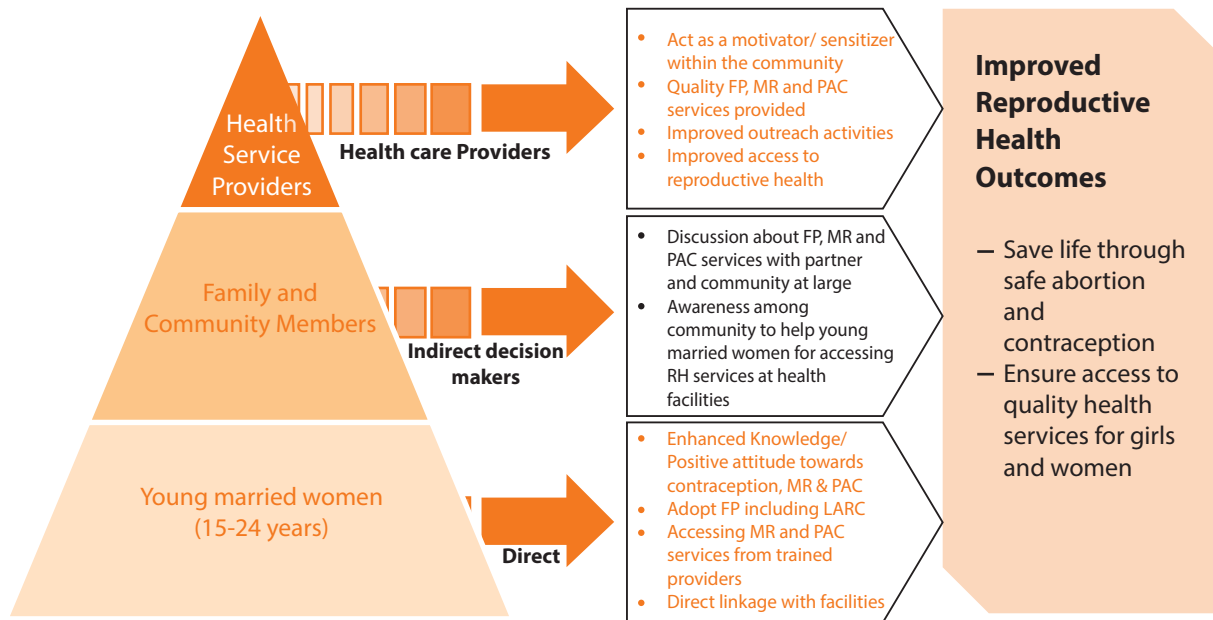 Health
Service
Providers
Health care Providers
• Act as a motivator/ sensitizer
within the community
• Quality FP, MR and PAC
services provided
• Improved outreach activities
• Improved access to
reproductive health
Family and
Community Members
Indirect decision
makers
• Discussion about FP, MR and
PAC services with partner
and community at large
• Awareness among
community to help young
married women for accessing
RH services at health
facilities
Young married women
(15-24 years)
Direct
• Enhanced Knowledge/
Positive attitude towards
contraception, MR & PAC
• Adopt FP including LARC
• Accessing MR and PAC
services from trained
providers
• Direct linkage with facilities
Improved
Reproductive
Health
Outcomes
– Save life through
safe abortion
and
contraception
– Ensure access to
quality health
services for girls
and women